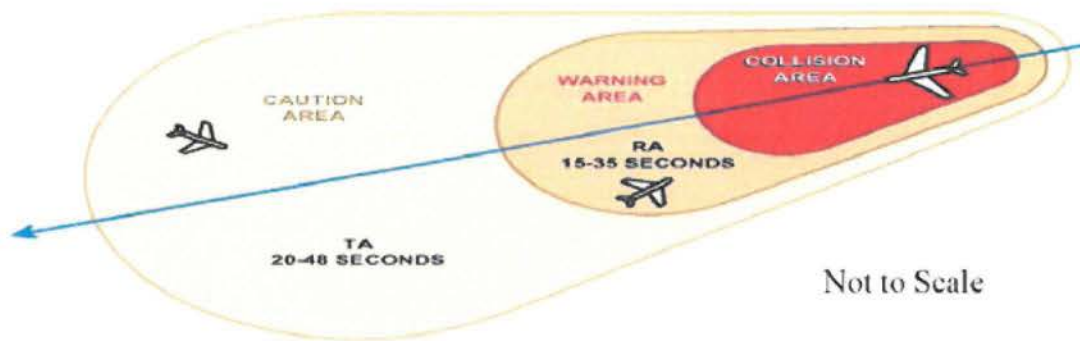 COLLISION
AREA
WARNING
AREA
CAUTION
AREA
RA
15-35 SECONDS
TA
20-48 SECONDS
Not to Scale